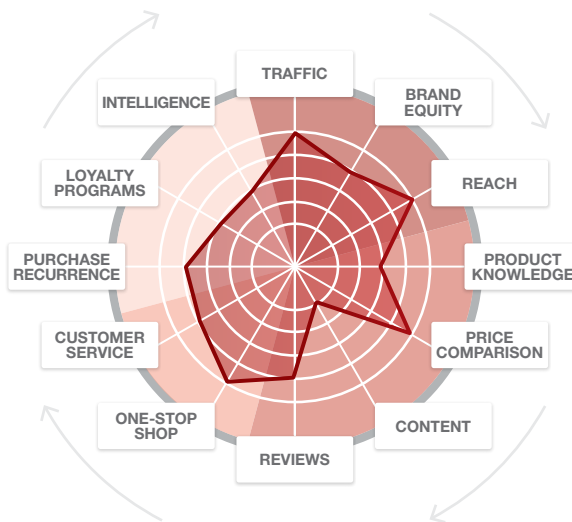 TRAFFIC
BRAND
EQUITY
REACH
PRODUCT
KNOWLEDGE
PRICE
COMPARISON
CONTENT
REVIEWS
ONE-STOP
SHOP
CUSTOMER
SERVICE
PURCHASE
RECURRENCE
LOYALTY
PROGRAMS
INTELLIGENCE